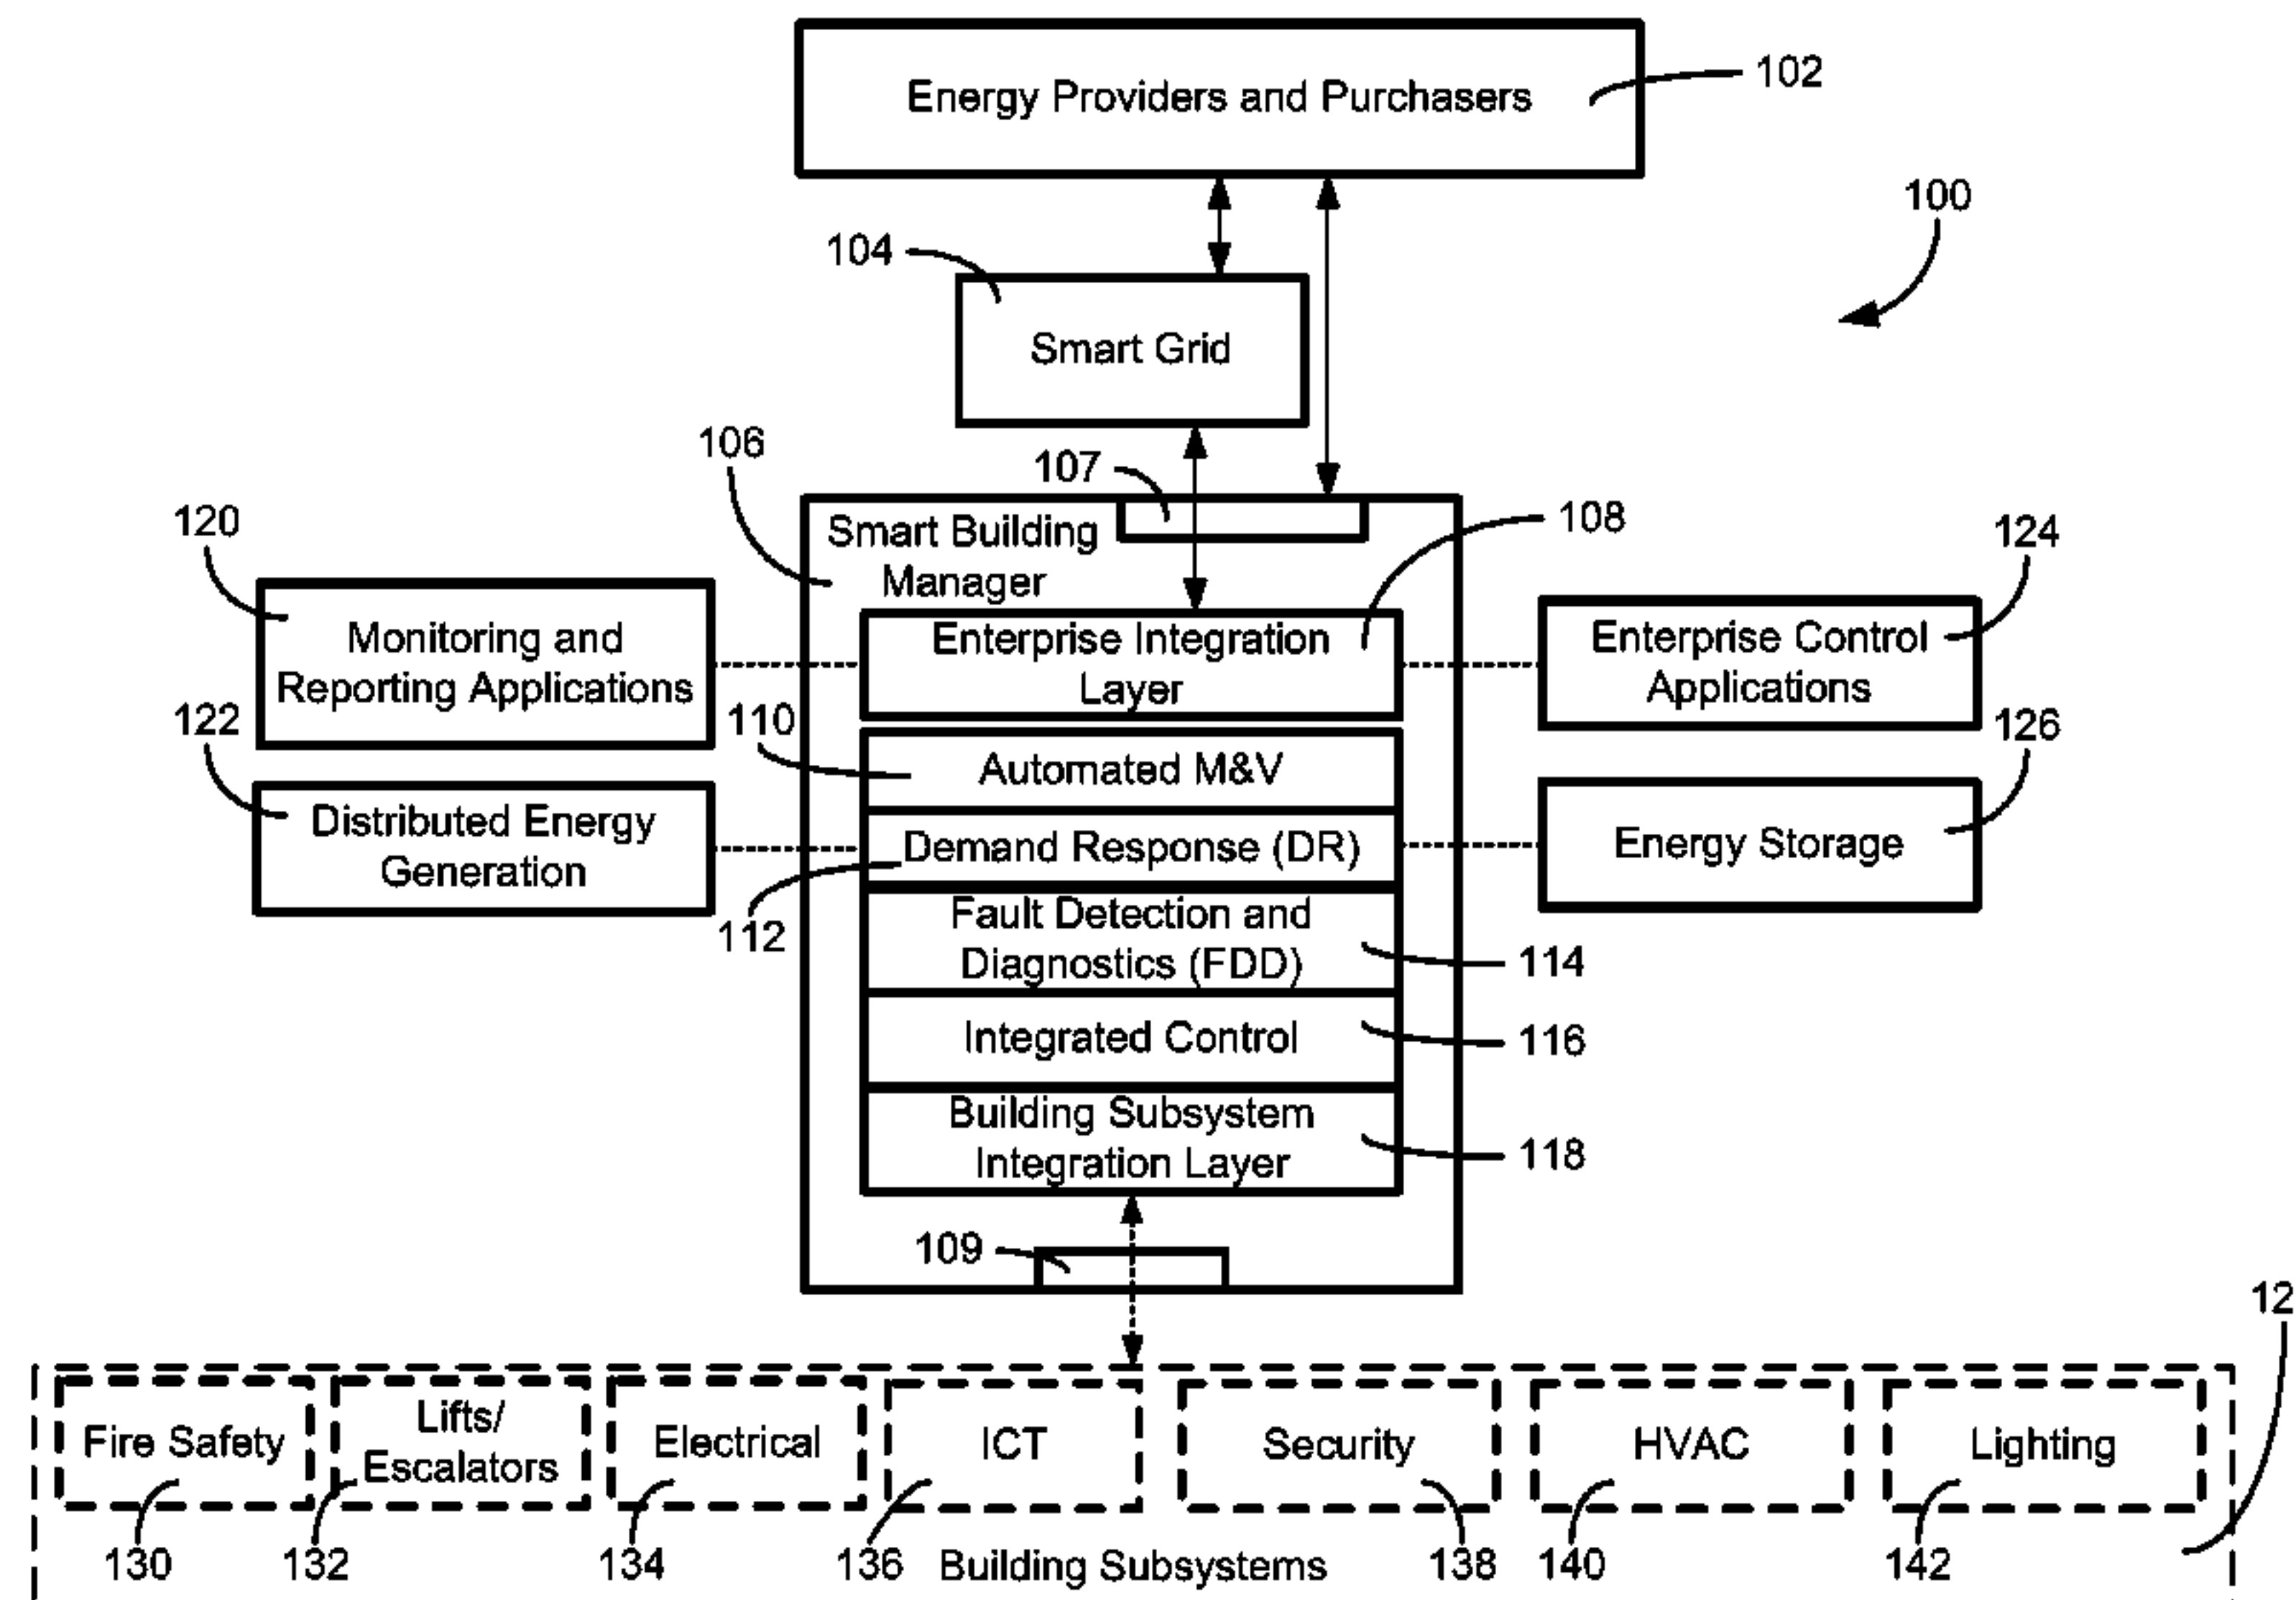 Energy Providers and Purchasers
102
100
104
Smart Grid
106
107
108
Smart Building
Manager
120
Monitoring and
Reporting Applications
Enterprise Integration
Layer
124
Enterprise Control
Applications
122
Distributed Energy
Generation
110
Automated M&V
126
Energy Storage
Demand Response (DR)
112
Fault Detection and
Diagnostics (FDD)
114
Integrated Control
116
Building Subsystem
Integration Layer
118
109
12
Fire Safety
Lifts/
Escalators
Electrical
ICT
Security
HVAC
Lighting
130
132
134
136
Building Subsystems
138
140
142